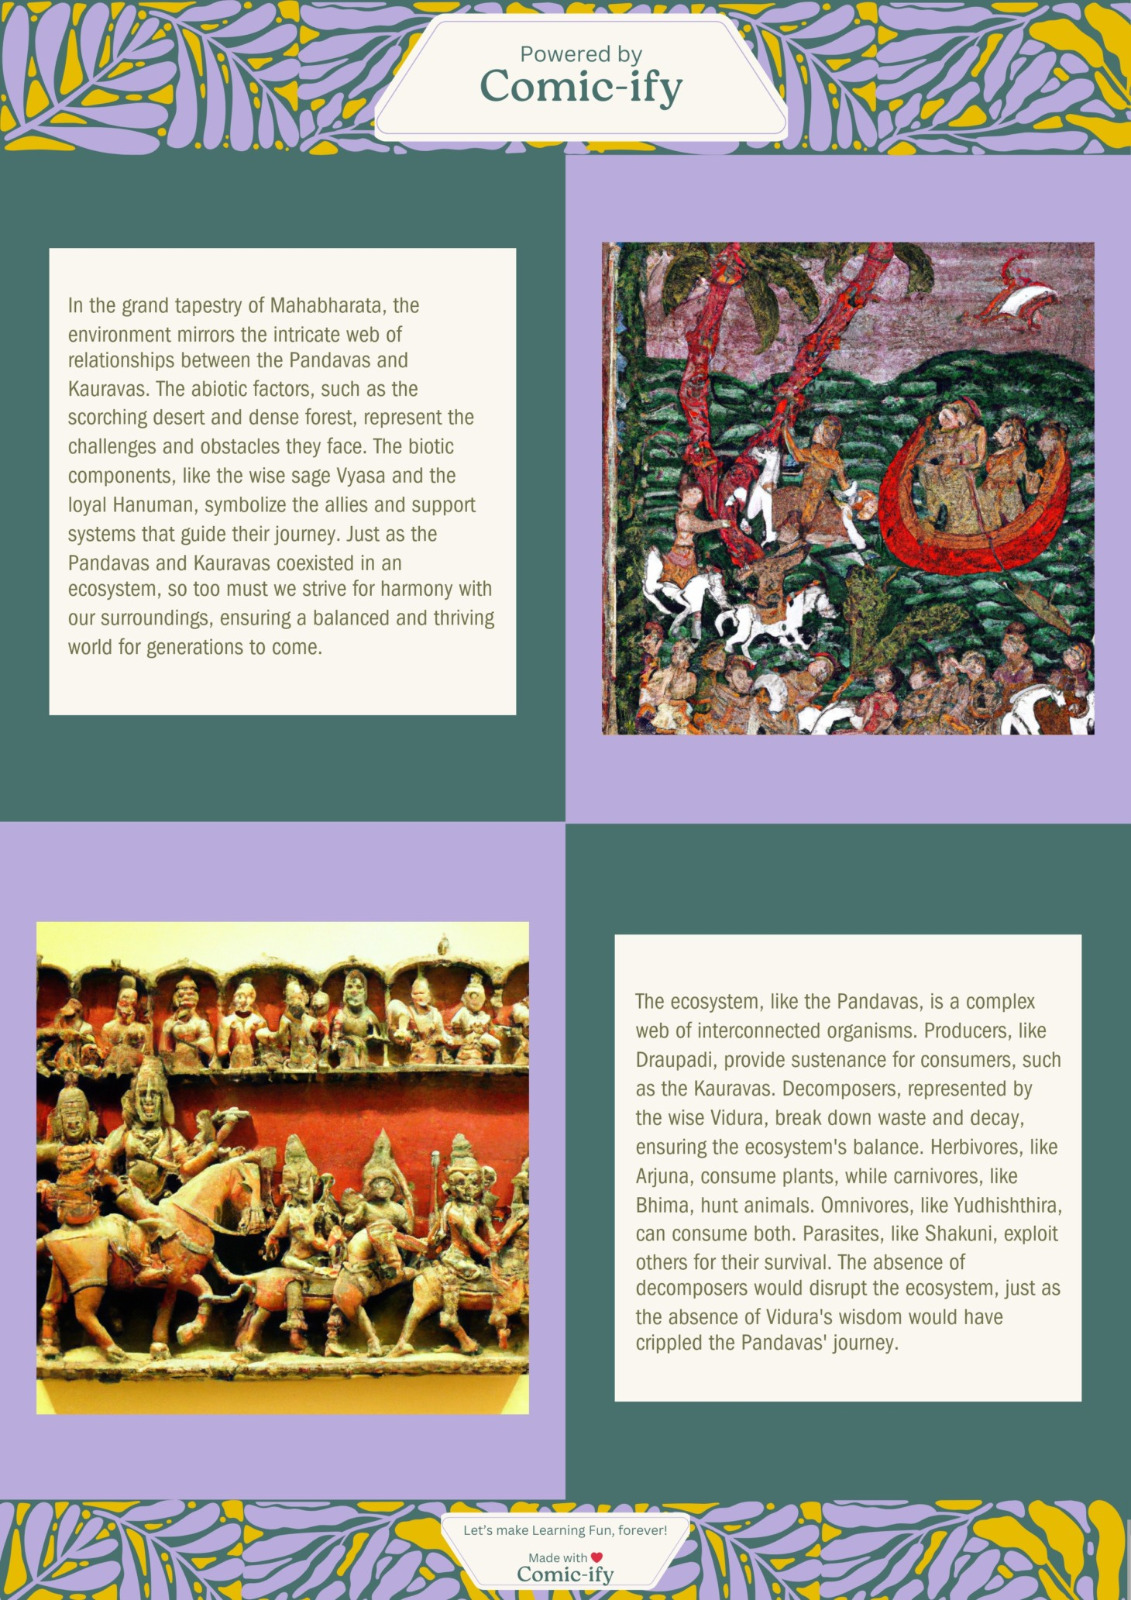 Powered by
Comic-ify
In the grand tapestry of Mahabharata, the
environment mirrors the intricate web of
relationships between the Pandavas and
Kauravas. The abiotic factors, such as the
scorching desert and dense forest, represent the
challenges and obstacles they face. The biotic
components, like the wise sage Vyasa and the
loyal Hanuman, symbolize the allies and support
systems that guide their journey. Just as the
Pandavas and Kauravas coexisted in an
ecosystem, so too must we strive for harmony with
our surroundings, ensuring a balanced and thriving
world for generations to come.
The ecosystem, like the Pandavas, is a complex
web of interconnected organisms. Producers, like
Draupadi, provide sustenance for consumers, such
as the Kauravas. Decomposers, represented by
the wise Vidura, break down waste and decay,
ensuring the ecosystem's balance. Herbivores, like
Arjuna, consume plants, while carnivores, like
Bhima, hunt animals. Omnivores, like Yudhishthira,
can consume both. Parasites, like Shakuni, exploit
others for their survival. The absence of
decomposers would disrupt the ecosystem, just as
the absence of Vidura's wisdom would have
crippled the Pandavas' journey.
Let's make Learning Fun, forever!
Made with ❤
Comic-ify